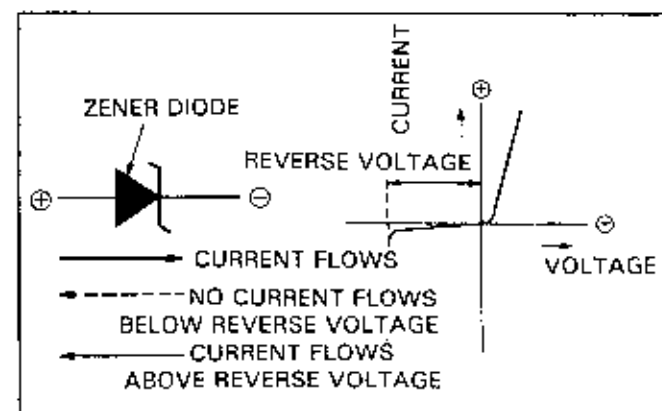 ZENER DIODE
⊕
⊖
CURRENT
⊕
REVERSE VOLTAGE
⊖
VOLTAGE
CURRENT FLOWS
NO CURRENT FLOWS
BELOW REVERSE VOLTAGE
CURRENT FLOWS
ABOVE REVERSE VOLTAGE